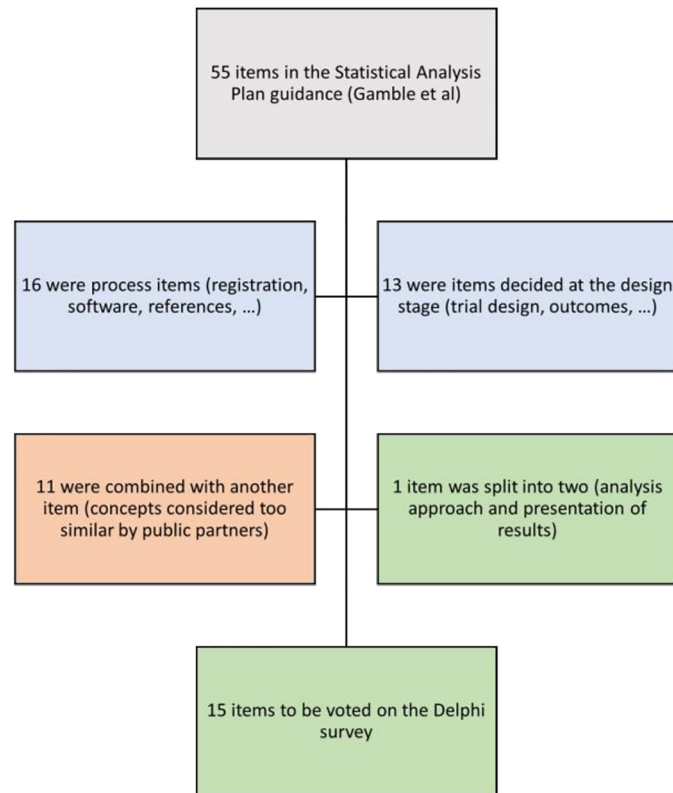 55 items in the Statistical Analysis
Plan guidance (Gamble et al)
16 were process items (registration,
software, references, …)
13 were items decided at the design
stage (trial design, outcomes, …)
11 were combined with another
item (concepts considered too
similar by public partners)
1 item was split into two (analysis
approach and presentation of
results)
15 items to be voted on the Delphi
survey